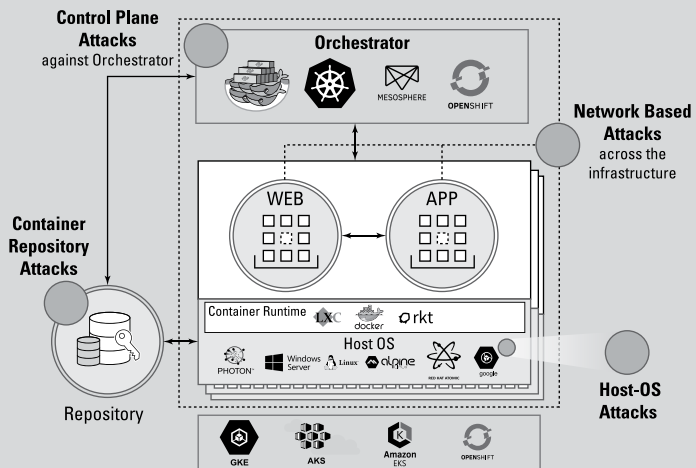 Control Plane
Attacks
against Orchestrator
Orchestrator
MESOSPHERE
OPENSHIFT
Network Based
Attacks
across the
infrastructure
WEB
APP
Container
Repository
Attacks
Container Runtime
LXC
docker
rkt
Host OS
PHOTON
Windows
Server
Linux
alpine
RED HAT ATOMIC
google
Host-OS
Attacks
Repository
GKE
AKS
Amazon
EKS
OPENSHIFT